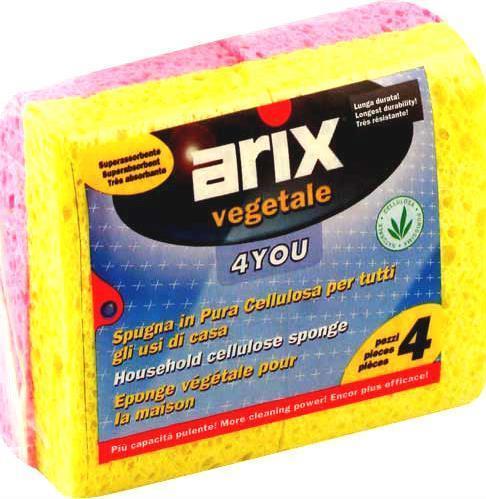 Superassorbente
Superabsorbent
Très absorbante
arix
vegetale
4YOU
Lunga durata!
Longest durability!
Très résistante!
CELLULOSA
Spugna in Pura Cellulosa per tutti
gli usi di casa
Household cellulose sponge
Eponge végétale pour
la maison
pezzi
pieces
pièces
4
Più capacità pulente! More cleaning power! Encor plus efficace!